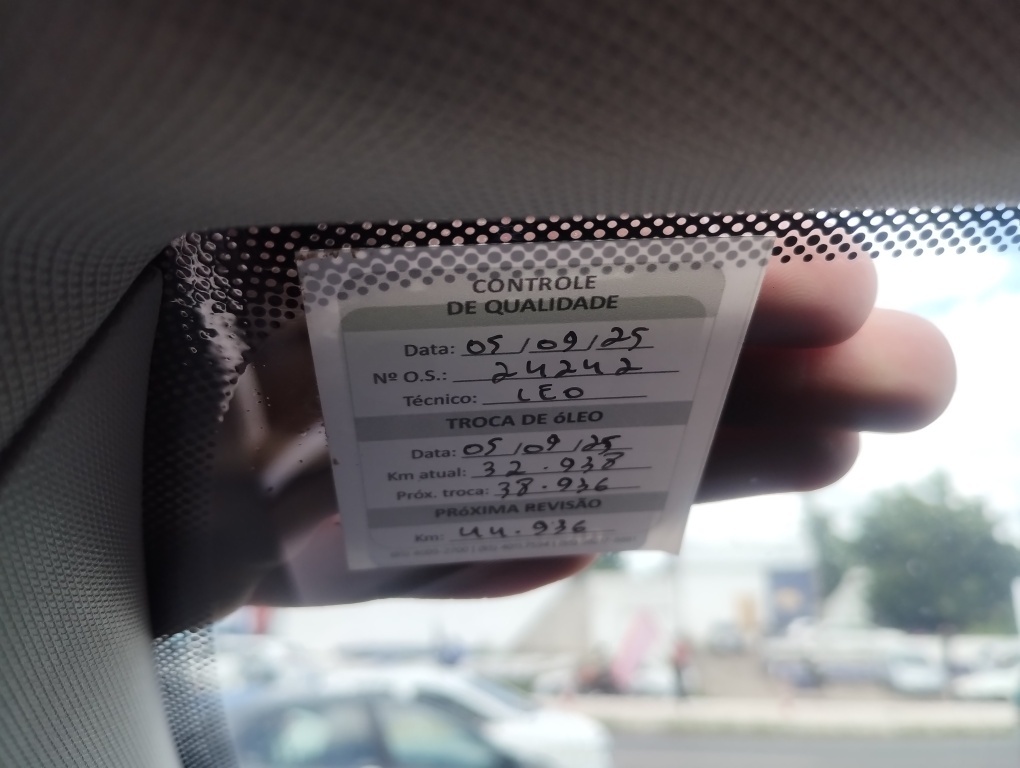 CONTROLE
DE QUALIDADE
Data: 05/09/25
Nº O.S.: 24242
Técnico: LEO
TROCA DE óLEO
Data: 05/09/25
Km atual: 32.938
Próx. troca: 38.936
PRóXIMA REVISÃO
Km: 44.936